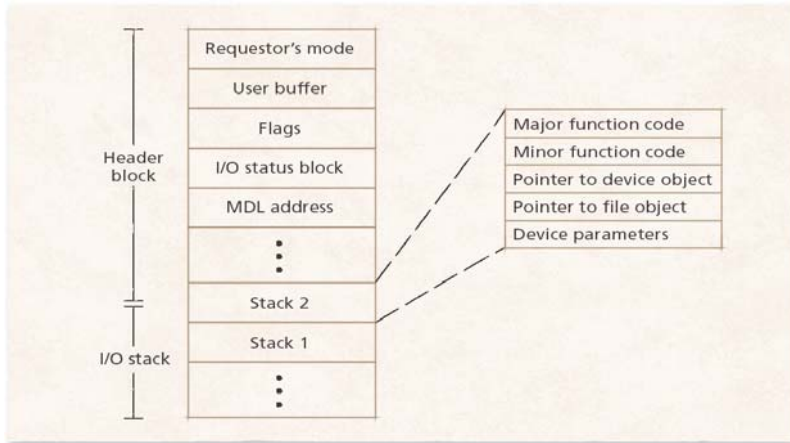 Requestor's mode
User buffer
Flags
I/O status block
MDL address
Stack 2
Stack 1
Header
block
I/O stack
Major function code
Minor function code
Pointer to device object
Pointer to file object
Device parameters